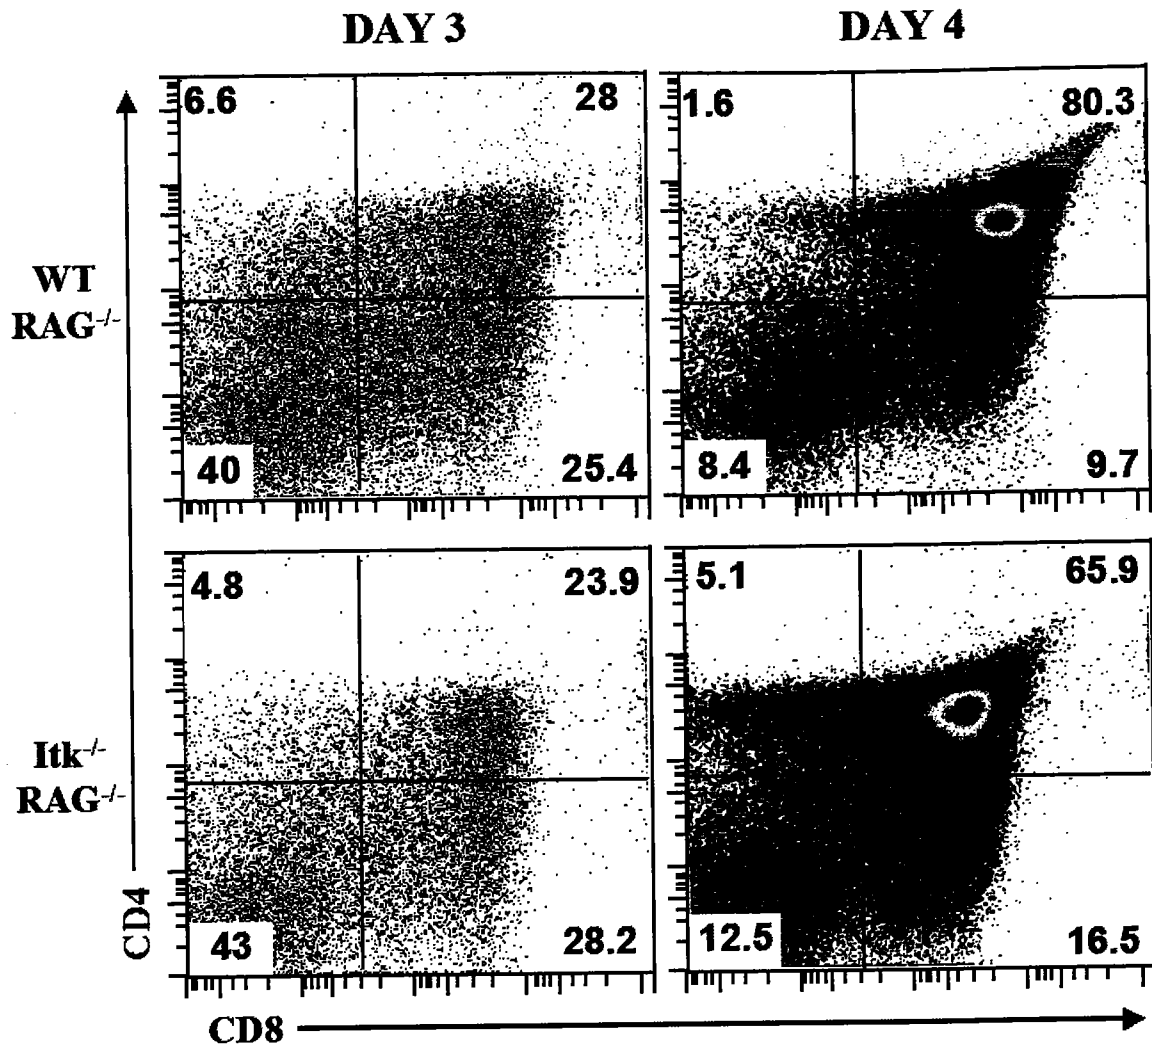 DAY 3
DAY 4
6.6
28
1.6
80.3
WT
RAG-/-
40
25.4
8.4
9.7
4.8
23.9
5.1
65.9
Itk-/-
RAG-/-
43
28.2
12.5
16.5
CD4
CD8